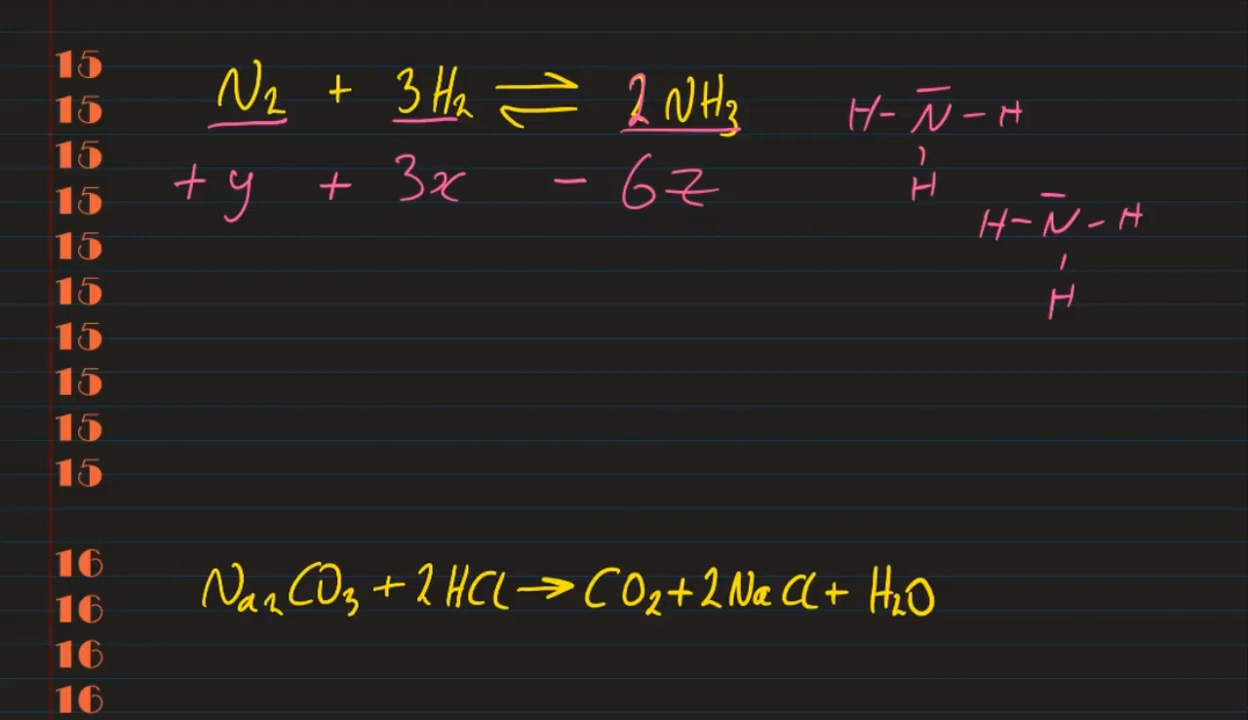 15
15 N₂ + 3H₂ ⇌ 2NH₃
H-N̅-H
H
15
15 +y + 3x - 6z
H-N̅-H
H
15
15
15
15
15
15
16
16 Na₂CO₃ + 2HCl → CO₂ + 2NaCl + H₂O
16
16